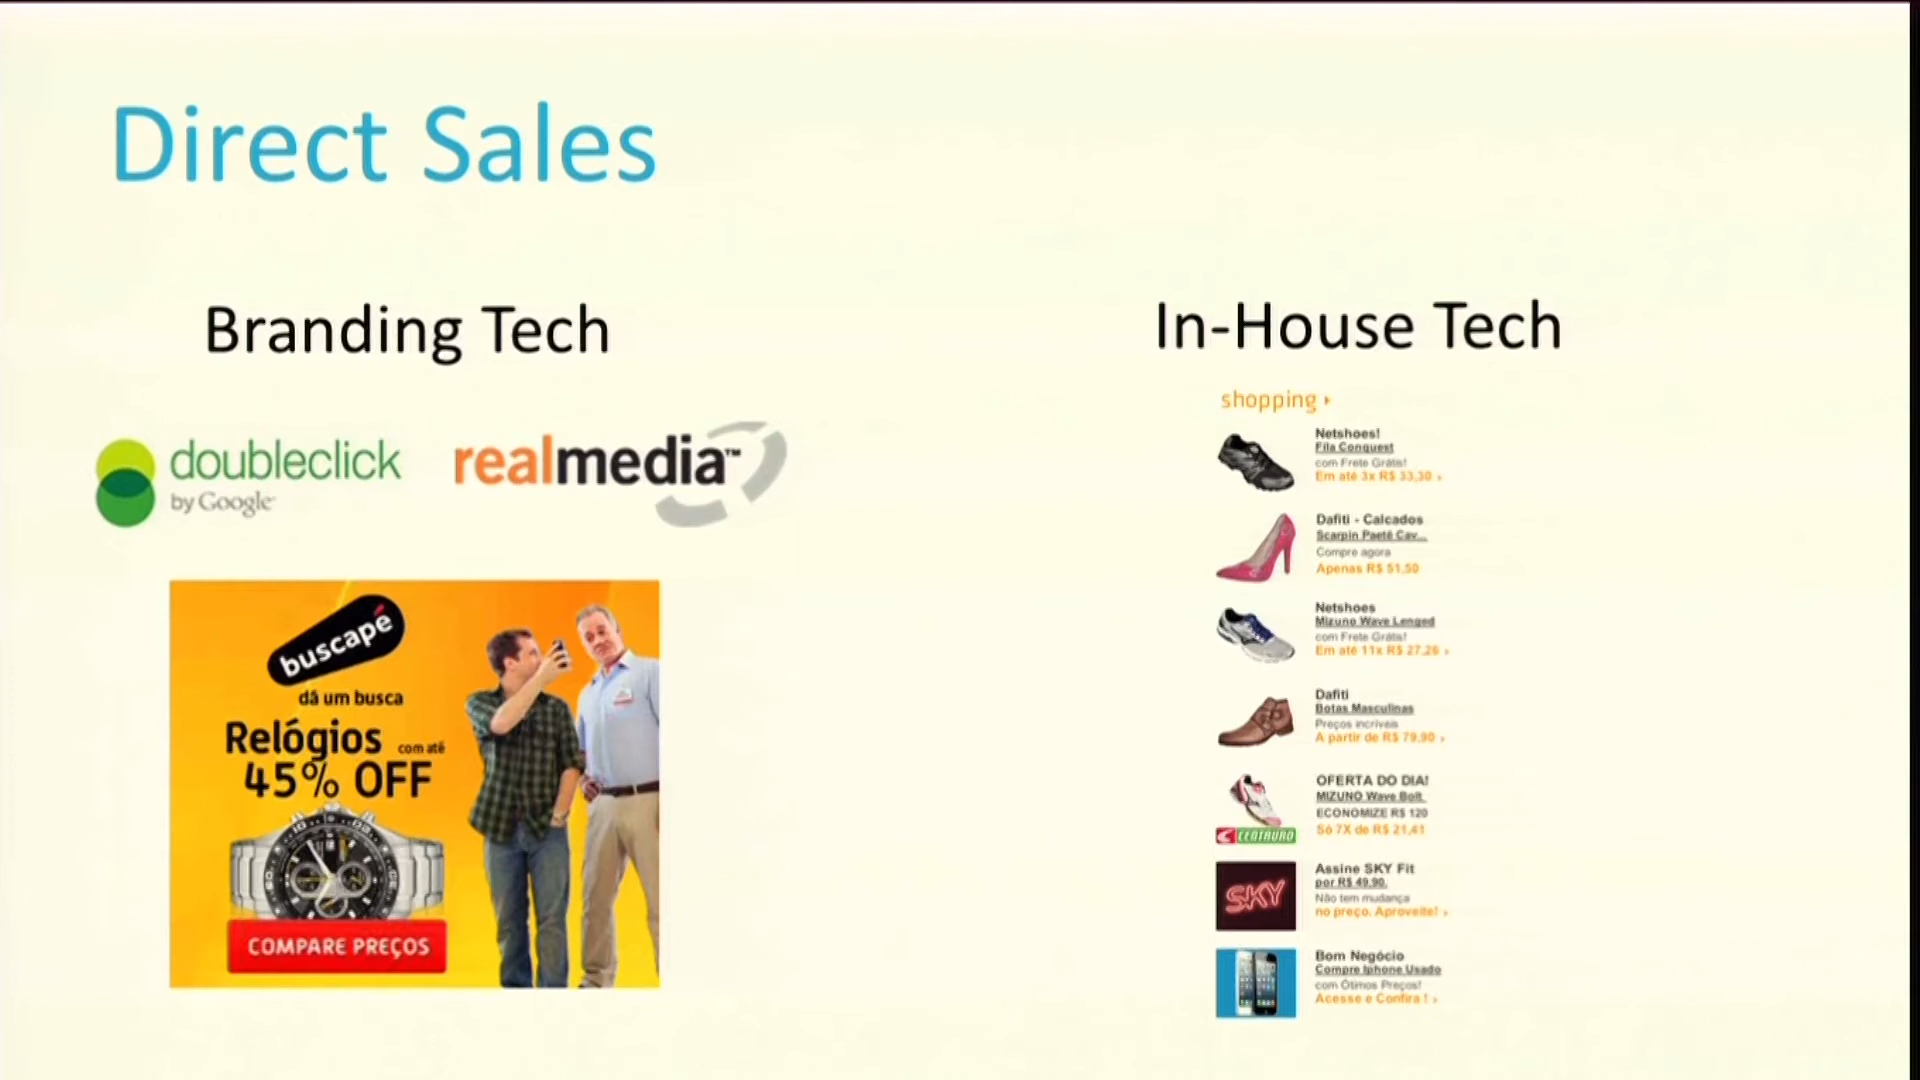 Direct Sales
Branding Tech
doubleclick
by Google
realmedia™
buscapé
dá um busca
Relógios com até
45% OFF
COMPARE PREÇOS
In-House Tech
shopping
Netshoes!
Fila Conquest
com Frete Grátis!
Em até 3x R$ 33,30
Dafiti - Calcados
Scarpin Paetê Cav...
Compre agora
Apenas R$ 51,50
Netshoes
Mizuno Wave Lenged
com Frete Grátis!
Em até 11x R$ 27,26
Dafiti
Botas Masculinas
Preços incríveis
A partir de R$ 79,90
OFERTA DO DIA!
MIZUNO Wave Bolt
ECONOMIZE R$ 120
Só 7X de R$ 21,41
CENTAURO
Assine SKY Fit
por R$ 49,90.
Não tem mudança
no preço. Aproveite!
SKY
Bom Negócio
Compre Iphone Usado
com Ótimos Preços!
Acesse e Confira !